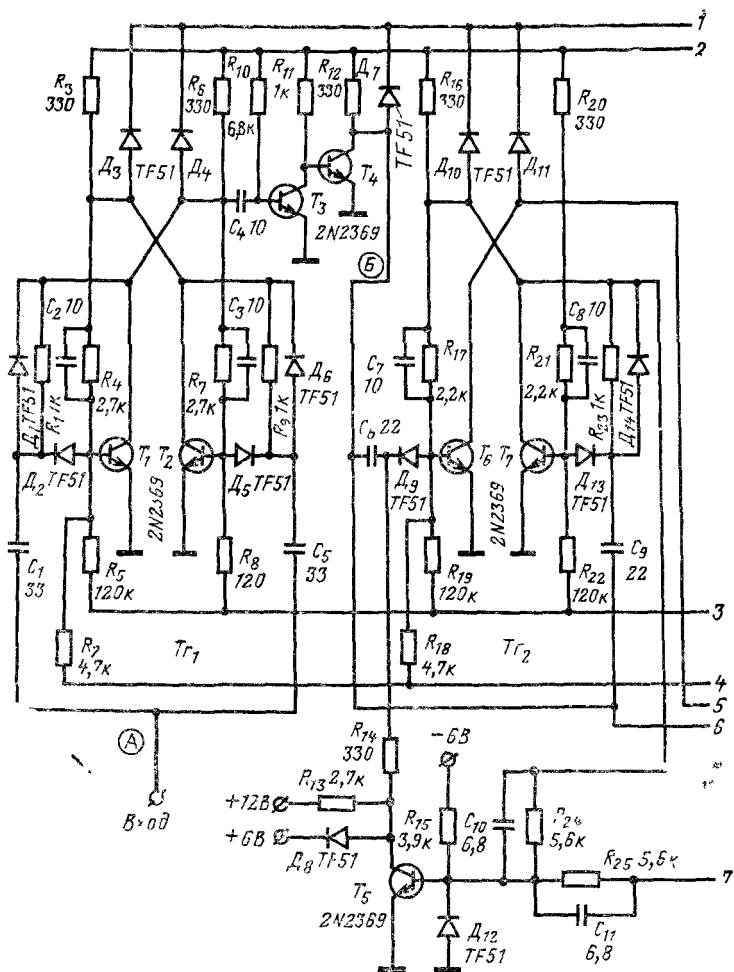 1
2
R3
330
R6
330
R10
6,8к
R11
1к
R12
330
Д7
TF51
R16
330
R20
330
Д3
TF51
Д4
C4 10
T3
T4
2N2369
Д10
TF51
Д11
Б
C2 10
C3 10
Д6
TF51
C7
10
C8 10
Д1 TF51
R1 1к
R4
2,7к
R7
2,7к
R9 1к
R17
2,2к
R21
2,2к
R23 1к
Д14 TF51
C6 22
Д2 TF51
T1
T2
2N2369
Д5 TF51
Д9
TF51
T6
T7
2N2369
Д13
TF51
C1
33
R5
120к
R8
120
C5
33
R19
120к
R22
120к
C9
22
3
R2
4,7к
Тг1
R18
4,7к
Тг2
4
5
6
А
Вход
R14
330
-6В
R13 2,7к
+12В
+6В
Д8 TF51
R15
3,9к
C10
6,8
5,6к
R25 5,6к
7
T5
2N2369
Д12
TF51
C11
6,8